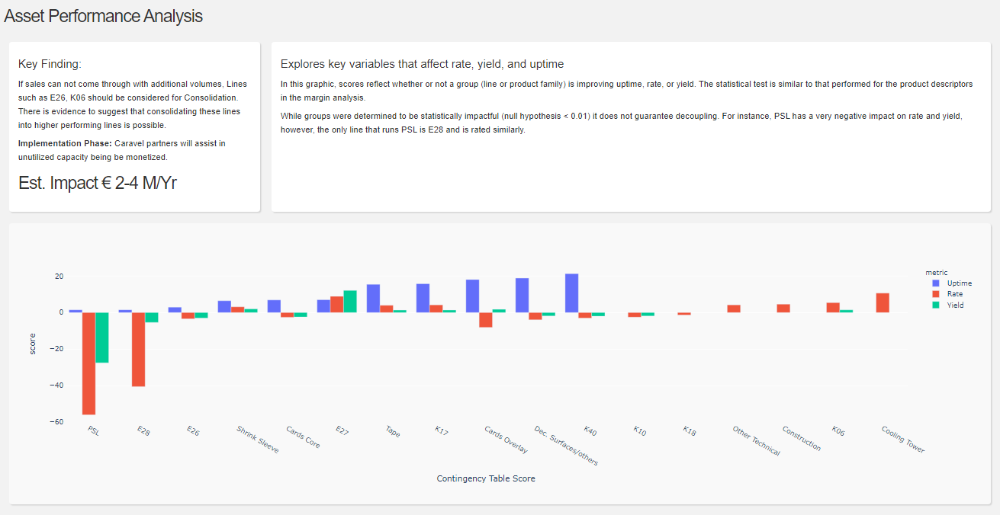 Asset Performance Analysis
Key Finding:
If sales can not come through with additional volumes, Lines
such as E26, K06 should be considered for Consolidation.
There is evidence to suggest that consolidating these lines
into higher performing lines is possible.
Implementation Phase: Caravel partners will assist in
unutilized capacity being be monetized.
Est. Impact € 2-4 M/Yr
Explores key variables that affect rate, yield, and uptime
In this graphic, scores reflect whether or not a group (line or product family) is improving uptime, rate, or yield. The statistical test is similar to that performed for the product descriptors
in the margin analysis.
While groups were determined to be statistically impactful (null hypothesis < 0.01) it does not guarantee decoupling. For instance, PSL has a very negative impact on rate and yield,
however, the only line that runs PSL is E28 and is rated similarly.
metric
Uptime
Rate
Yield
20
0
−20
−40
−60
score
PSL
E28
E26
Shrink Sleeve
Cards Core
E27
Tape
K17
Cards Overlay
Dec. Surfaces/others
K40
K10
K18
Other Technical
Construction
K06
Cooling Tower
Contingency Table Score